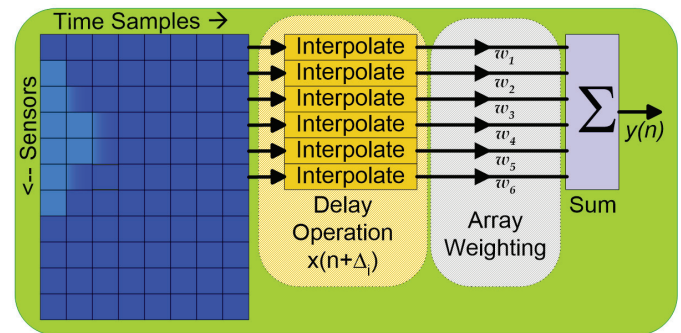 Time Samples →
<-- Sensors
Interpolate
Interpolate
Interpolate
Interpolate
Interpolate
Interpolate
Delay
Operation
x(n+Δi)
w1
w2
w3
w4
w5
w6
Array
Weighting
∑
Sum
y(n)